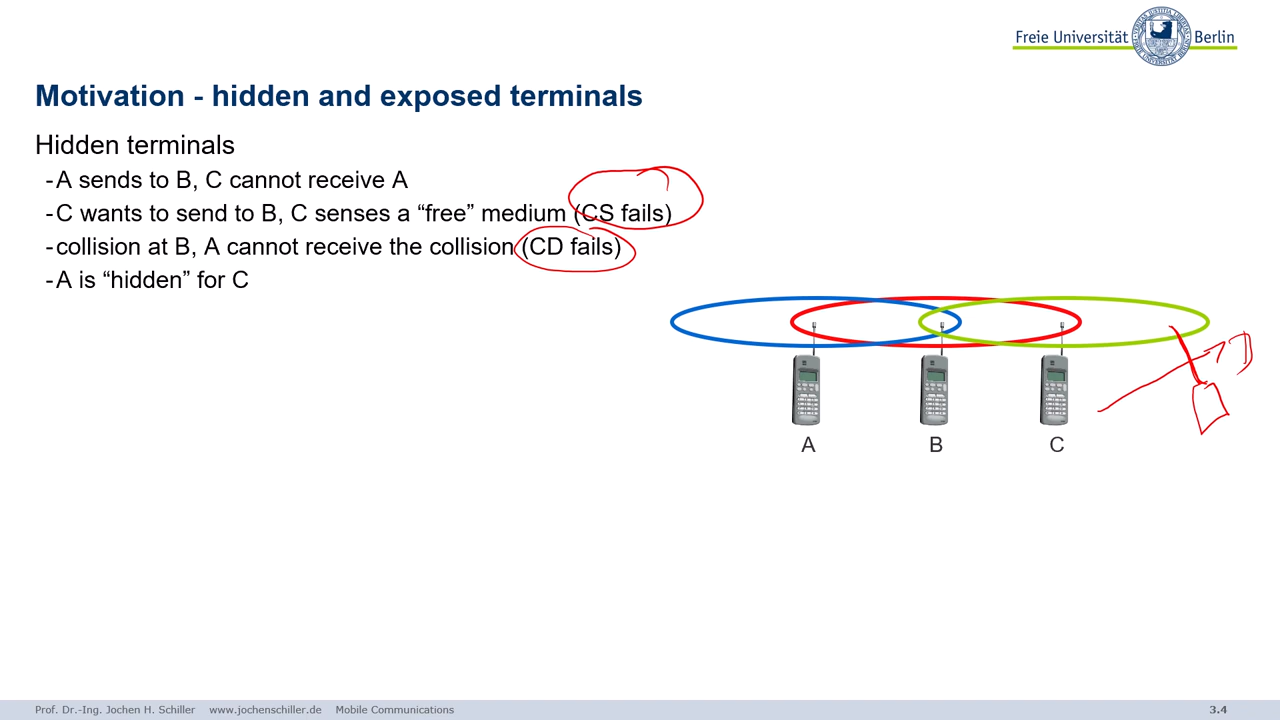 Freie Universität Berlin
Motivation - hidden and exposed terminals
Hidden terminals
- A sends to B, C cannot receive A
- C wants to send to B, C senses a “free” medium (CS fails)
- collision at B, A cannot receive the collision (CD fails)
- A is “hidden” for C
D
A B C
Prof. Dr.-Ing. Jochen H. Schiller www.jochenschiller.de Mobile Communications 3.4